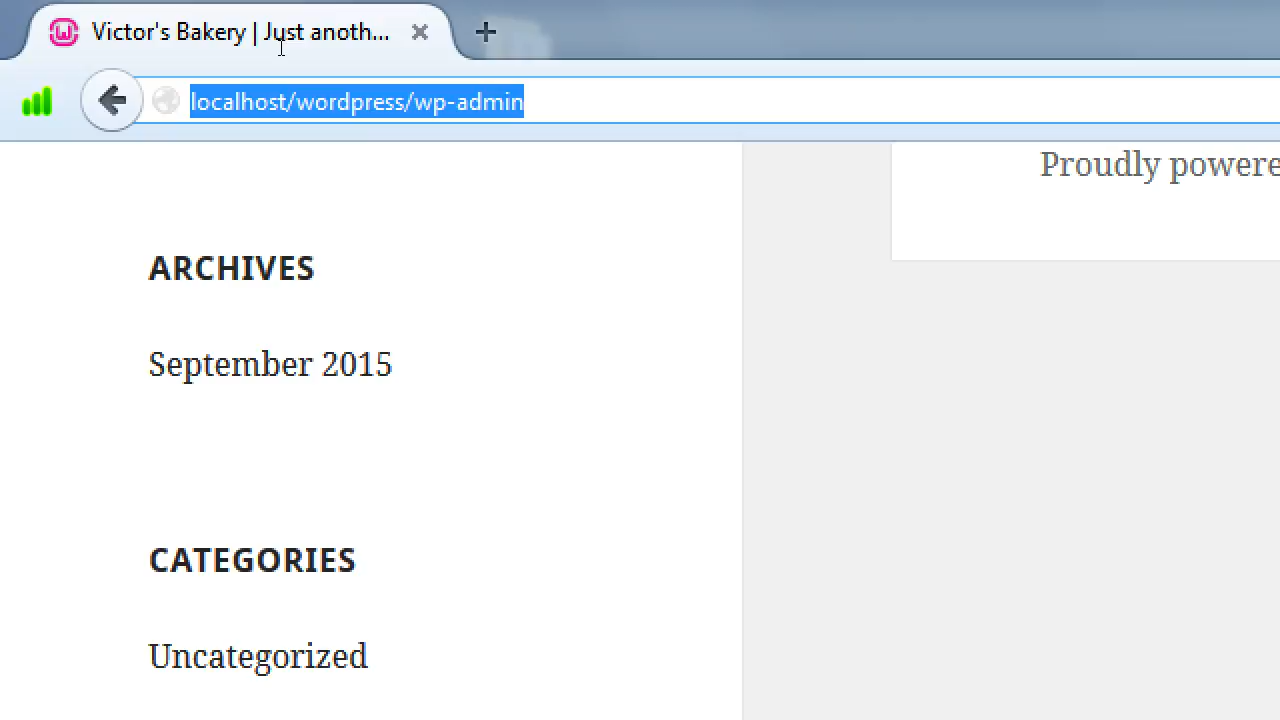 Victor's Bakery | Just anoth...
localhost/wordpress/wp-admin
Proudly powere
ARCHIVES
September 2015
CATEGORIES
Uncategorized